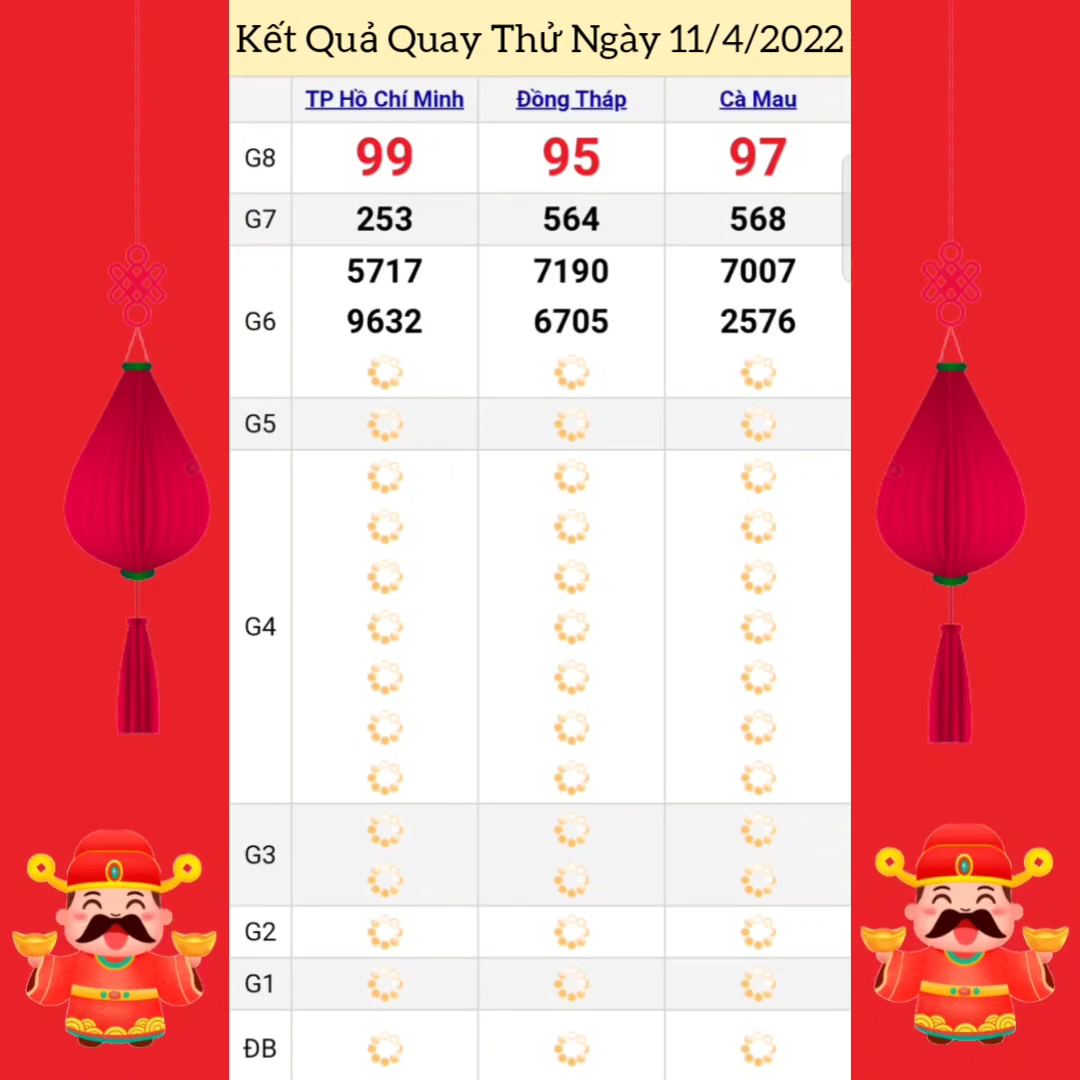 Kết Quả Quay Thử Ngày 11/4/2022
TP Hồ Chí Minh Đồng Tháp Cà Mau
G8 99 95 97
G7 253 564 568
5717 7190 7007
G6 9632 6705 2576
G5
G4
G3
G2
G1
ĐB